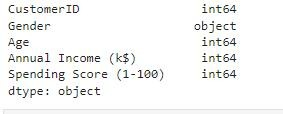 CustomerID int64
Gender object
Age int64
Annual Income (k$) int64
Spending Score (1-100) int64
dtype: object